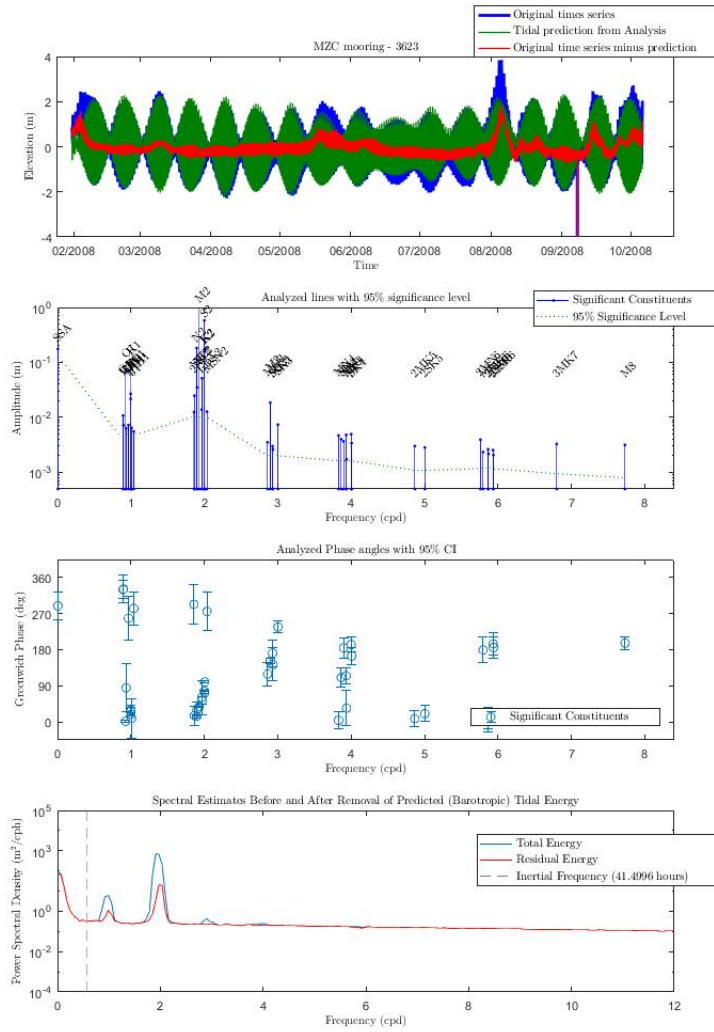 Original times series
Tidal prediction from Analysis
Original time series minus prediction
MZC mooring - 3623
4
2
0
-2
-4
Elevation (m)
02/2008 03/2008 04/2008 05/2008 06/2008 07/2008 08/2008 09/2008 10/2008
Time
Analyzed lines with 95% significance level
Significant Constituents
95% Significance Level
M2
S2
N2
K2
SSA
2MK5
2SK5
3MK7
M8
10^0
10^-1
10^-2
10^-3
Amplitude (m)
0 1 2 3 4 5 6 7 8
Frequency (cpd)
Analyzed Phase angles with 95% CI
360
270
180
90
0
Greenwich Phase (deg)
Significant Constituents
0 1 2 3 4 5 6 7 8
Frequency (cpd)
Spectral Estimates Before and After Removal of Predicted (Barotropic) Tidal Energy
Total Energy
Residual Energy
Inertial Frequency (41.4996 hours)
10^5
10^3
10^0
10^-2
10^-4
Power Spectral Density (m²/cph)
0 2 4 6 8 10 12
Frequency (cpd)